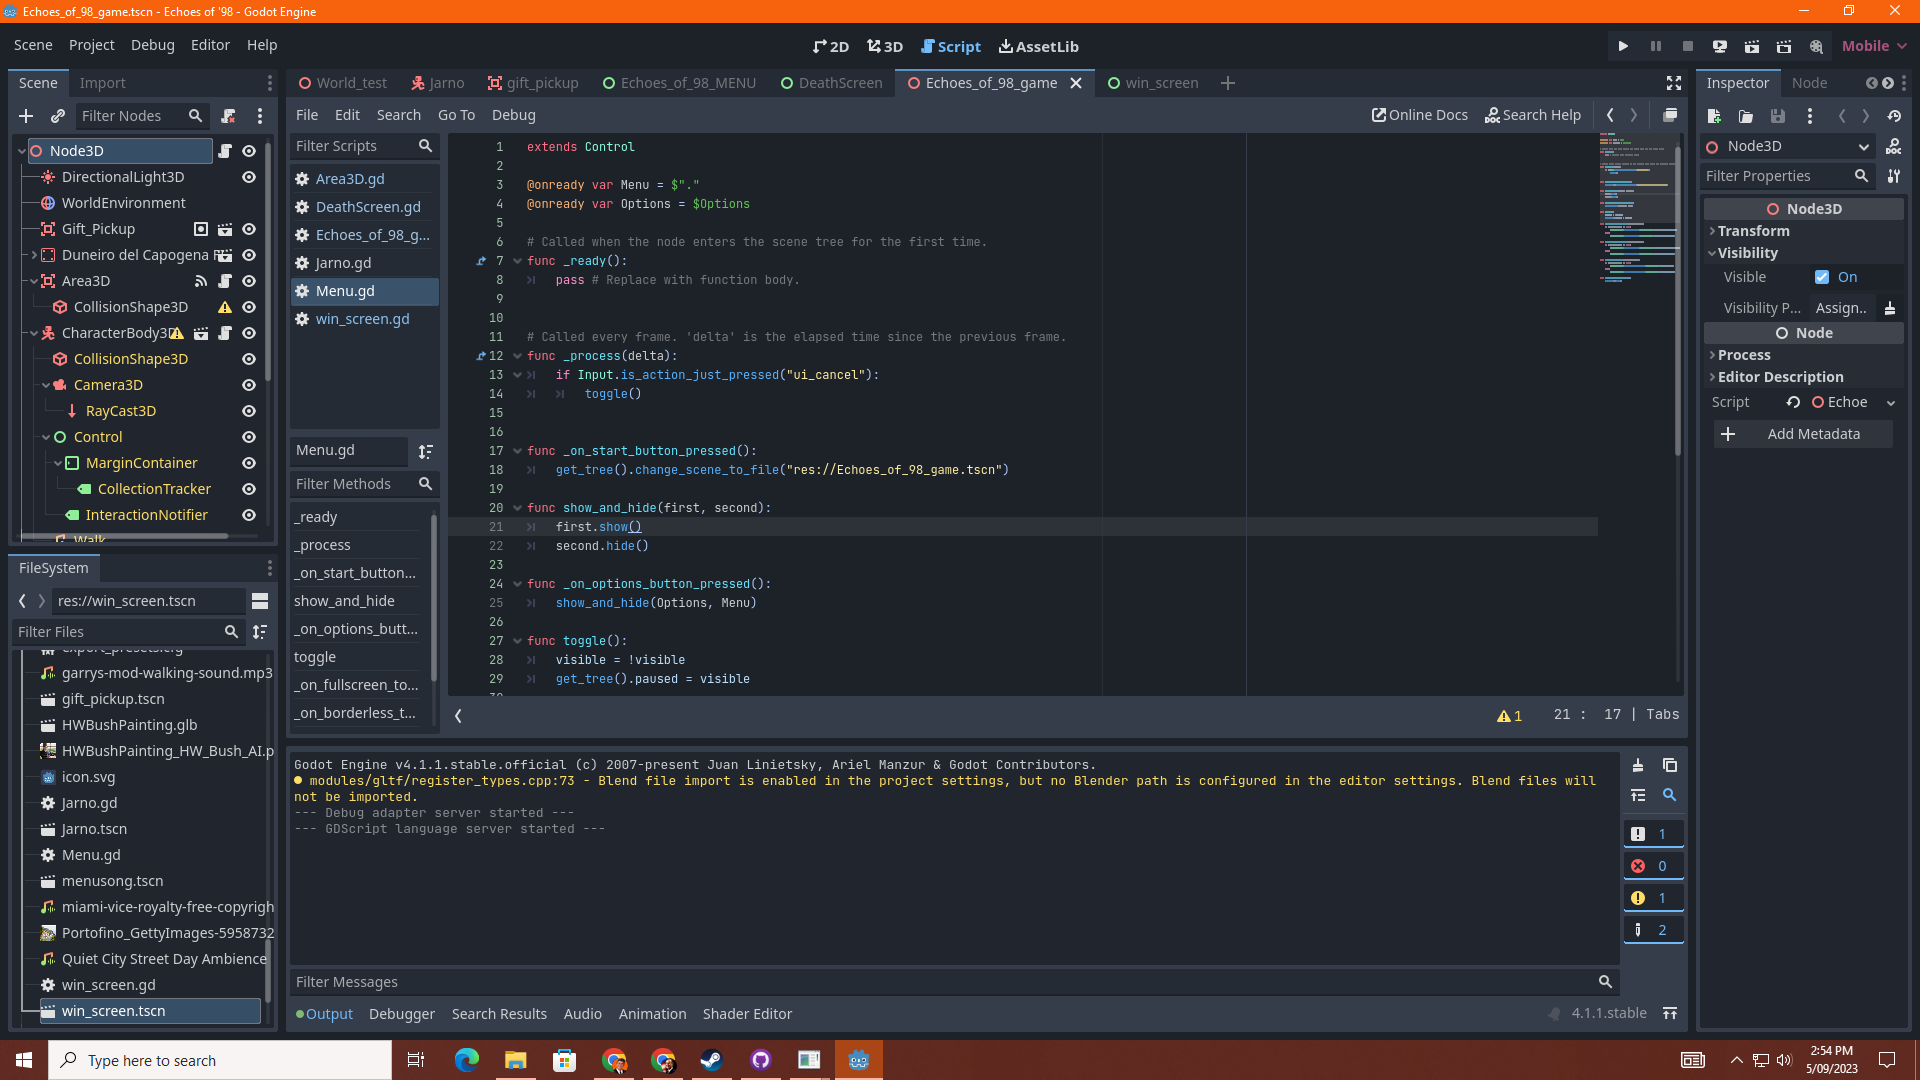 Echoes_of_98_game.tscn - Echoes of '98 - Godot Engine
Scene Project Debug Editor Help
2D 3D Script AssetLib
Mobile
Scene Import
Filter Nodes
Node3D
DirectionalLight3D
WorldEnvironment
Gift_Pickup
Duneiro del Capogena
Area3D
CollisionShape3D
CharacterBody3D
CollisionShape3D
Camera3D
RayCast3D
Control
MarginContainer
CollectionTracker
InteractionNotifier
Walk
FileSystem
res://win_screen.tscn
Filter Files
export_presets.cfg
garrys-mod-walking-sound.mp3
gift_pickup.tscn
HWBushPainting.glb
HWBushPainting_HW_Bush_AI.p
icon.svg
Jarno.gd
Jarno.tscn
Menu.gd
menusong.tscn
miami-vice-royalty-free-copyrigh
Portofino_GettyImages-5958732
Quiet City Street Day Ambience
win_screen.gd
win_screen.tscn
World_test Jarno gift_pickup Echoes_of_98_MENU DeathScreen Echoes_of_98_game win_screen
File Edit Search Go To Debug
Online Docs Search Help
Filter Scripts
Area3D.gd
DeathScreen.gd
Echoes_of_98_g...
Jarno.gd
Menu.gd
win_screen.gd
Menu.gd
Filter Methods
_ready
_process
_on_start_button...
show_and_hide
_on_options_butt...
toggle
_on_fullscreen_to...
_on_borderless_t...
1 extends Control
2
3 @onready var Menu = $"."
4 @onready var Options = $Options
5
6 # Called when the node enters the scene tree for the first time.
7 func _ready():
8 pass # Replace with function body.
9
10
11 # Called every frame. 'delta' is the elapsed time since the previous frame.
12 func _process(delta):
13 if Input.is_action_just_pressed("ui_cancel"):
14 toggle()
15
16
17 func _on_start_button_pressed():
18 get_tree().change_scene_to_file("res://Echoes_of_98_game.tscn")
19
20 func show_and_hide(first, second):
21 first.show()
22 second.hide()
23
24 func _on_options_button_pressed():
25 show_and_hide(Options, Menu)
26
27 func toggle():
28 visible = !visible
29 get_tree().paused = visible
30
1 21 : 17 | Tabs
Godot Engine v4.1.1.stable.official (c) 2007-present Juan Linietsky, Ariel Manzur & Godot Contributors.
modules/gltf/register_types.cpp:73 - Blend file import is enabled in the project settings, but no Blender path is configured in the editor settings. Blend files will
not be imported.
--- Debug adapter server started ---
--- GDScript language server started ---
1
0
1
2
Filter Messages
Output Debugger Search Results Audio Animation Shader Editor
4.1.1.stable
Inspector Node
Node3D
Filter Properties
Node3D
Transform
Visibility
Visible On
Visibility P... Assign..
Node
Process
Editor Description
Script Echoe
Add Metadata
Type here to search
2:54 PM
5/09/2023